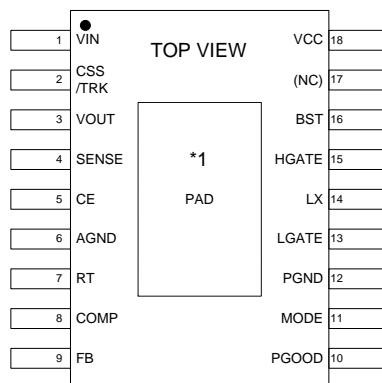 TOP VIEW
1 VIN
2 CSS
/TRK
3 VOUT
4 SENSE
5 CE
6 AGND
7 RT
8 COMP
9 FB
*1
PAD
VCC 18
(NC) 17
BST 16
HGATE 15
LX 14
LGATE 13
PGND 12
MODE 11
PGOOD 10